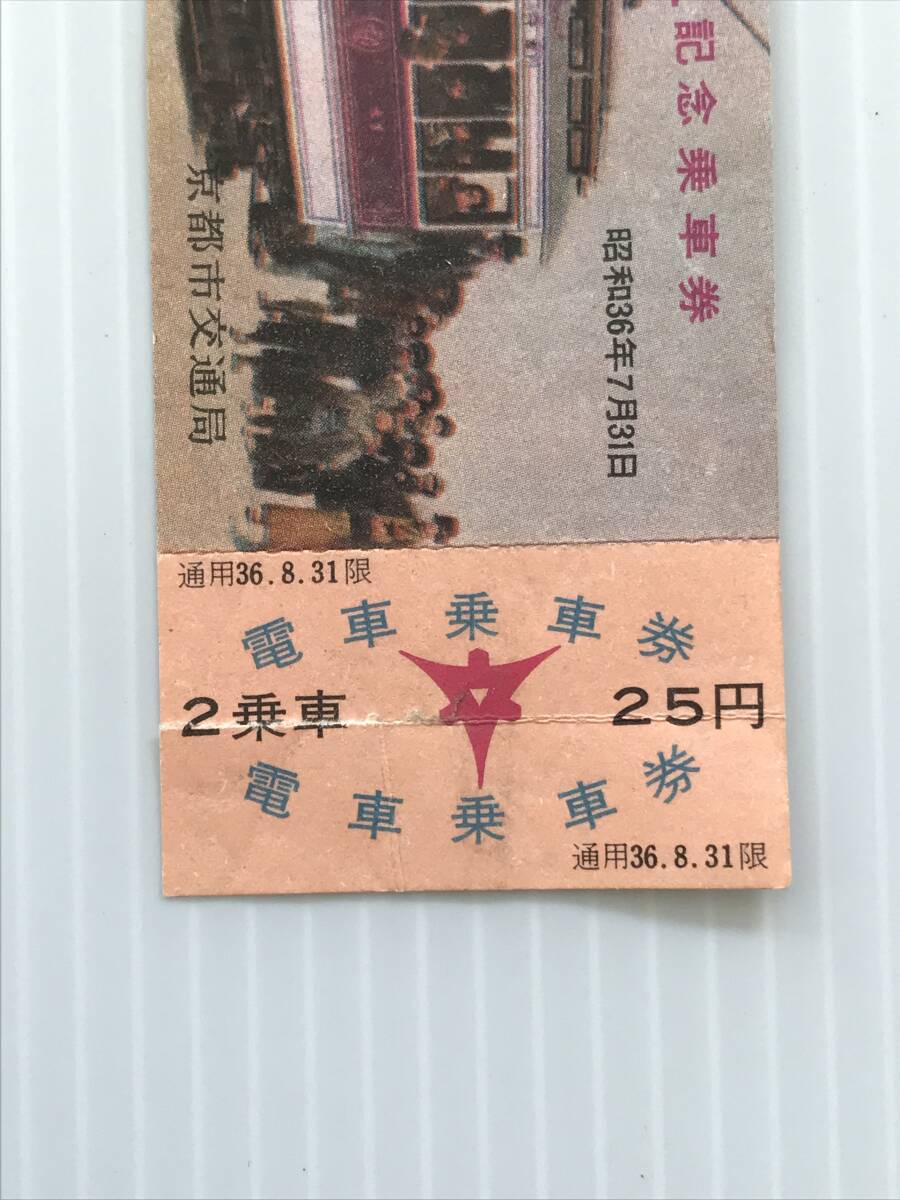 記念乗車券
昭和36年7月31日
京都市交通局
通用36.8.31限
電車乗車券
2乗車 25円
電車乗車券
通用36.8.31限